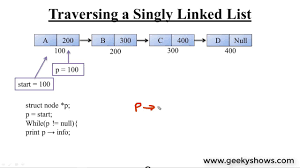 Traversing a Singly Linked List
A 200 B 300 C 400 D Null
100 200 300 400
p = 100
start = 100
struct node *p;
p = start;
While(p != null){
print p → info;
P →
www.geekyshows.com